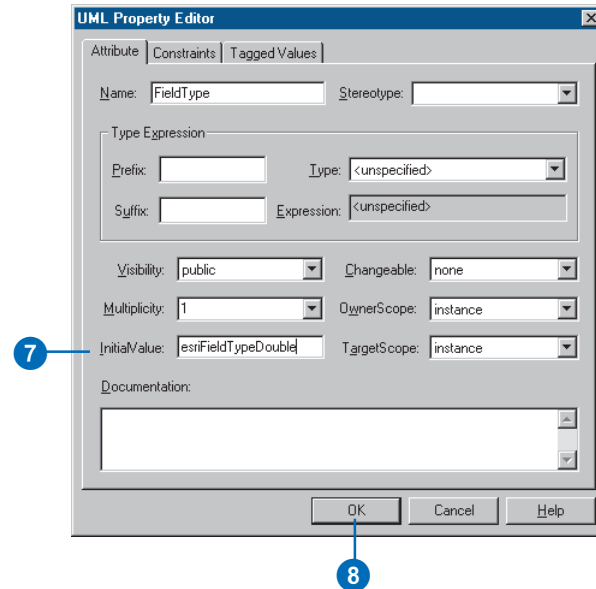 UML Property Editor
Attribute Constraints Tagged Values
Name: FieldType Stereotype:
Type Expression
Prefix: Type: <unspecified>
Suffix: Expression: <unspecified>
Visibility: public Changeable: none
Multiplicity: 1 OwnerScope: instance
7 InitialValue: esriFieldTypeDouble TargetScope: instance
Documentation:
OK Cancel Help
8